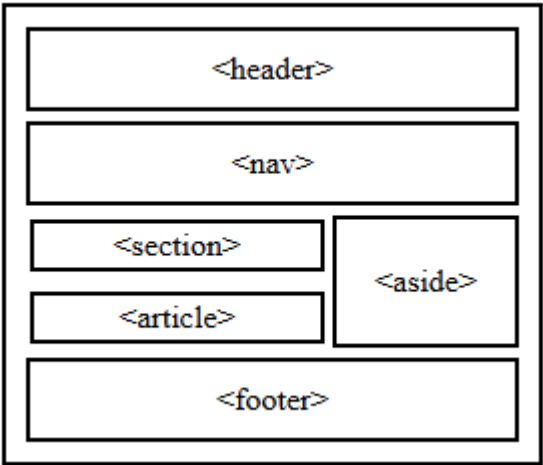 <header>
<nav>
<section>
<aside>
<article>
<footer>